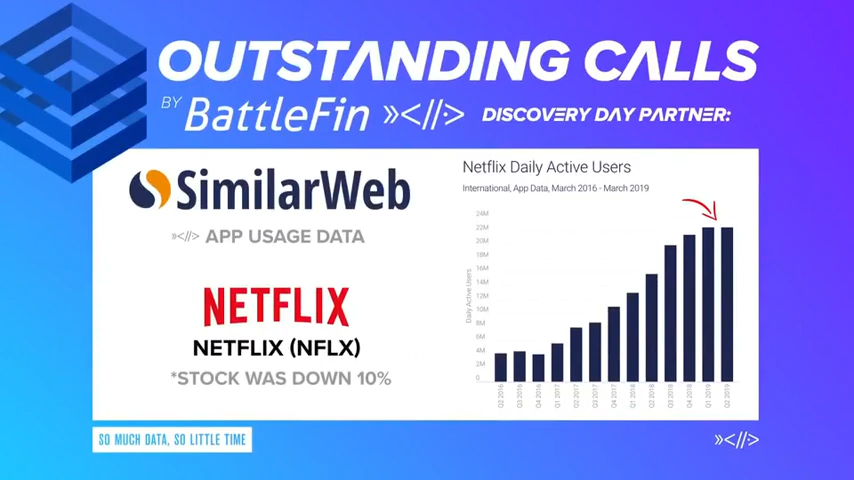 OUTSTANDING CALLS
BY BattleFin »</> DISCOVERY DAY PARTNER:
SimilarWeb
»</> APP USAGE DATA
NETFLIX
NETFLIX (NFLX)
*STOCK WAS DOWN 10%
Netflix Daily Active Users
International, App Data, March 2016 - March 2019
Daily Active Users
24M
22M
20M
18M
16M
14M
12M
10M
8M
6M
4M
2M
0
Q2 2016
Q3 2016
Q4 2016
Q1 2017
Q2 2017
Q3 2017
Q4 2017
Q1 2018
Q2 2018
Q3 2018
Q4 2018
Q1 2019
Q2 2019
SO MUCH DATA, SO LITTLE TIME
»<//>